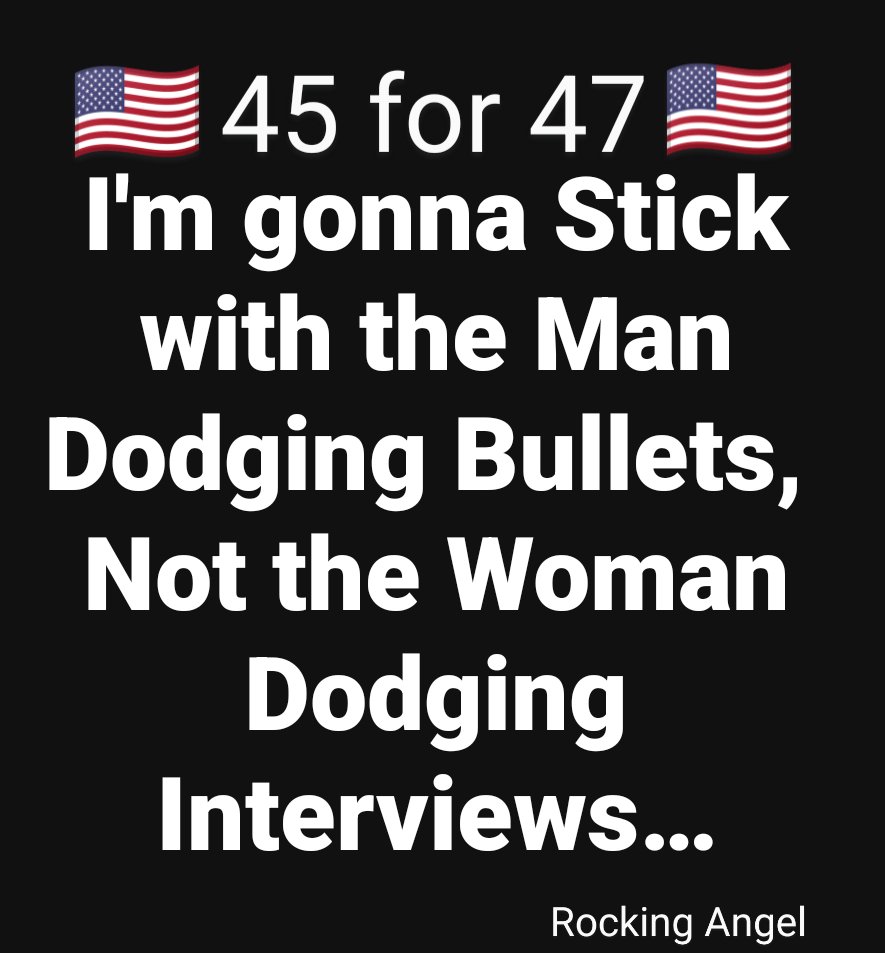 🇺🇸 45 for 47 🇺🇸
I'm gonna Stick
with the Man
Dodging Bullets,
Not the Woman
Dodging
Interviews...
Rocking Angel